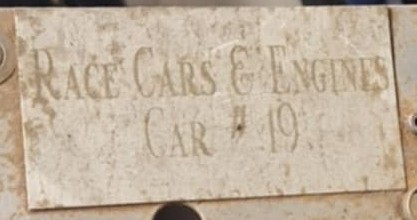 RACE CARS & ENGINES
CAR # 19